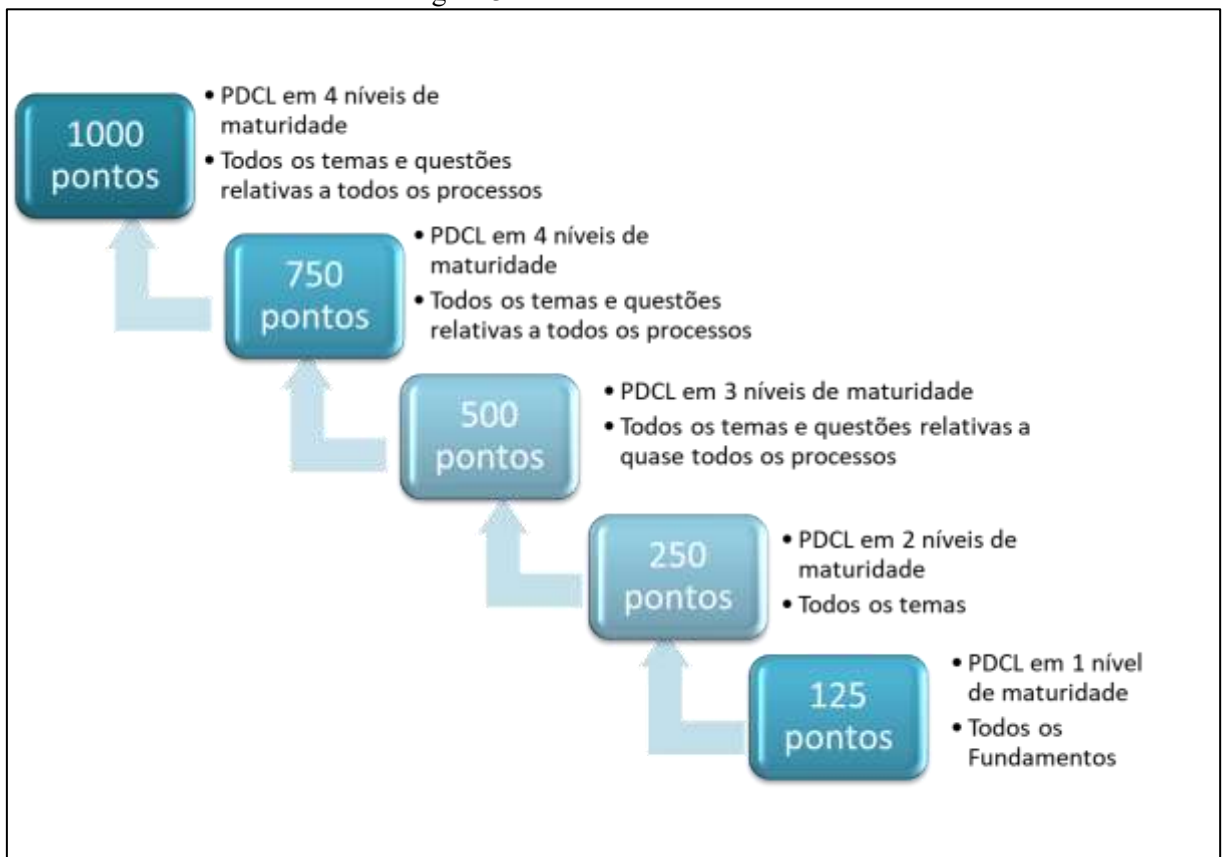 1000
pontos
• PDCL em 4 níveis de
maturidade
• Todos os temas e questões
relativas a todos os processos
750
pontos
• PDCL em 4 níveis de
maturidade
• Todos os temas e questões
relativas a todos os processos
500
pontos
• PDCL em 3 níveis de maturidade
• Todos os temas e questões relativas a
quase todos os processos
250
pontos
• PDCL em 2 níveis de
maturidade
• Todos os temas
125
pontos
• PDCL em 1 nível
de maturidade
• Todos os
Fundamentos